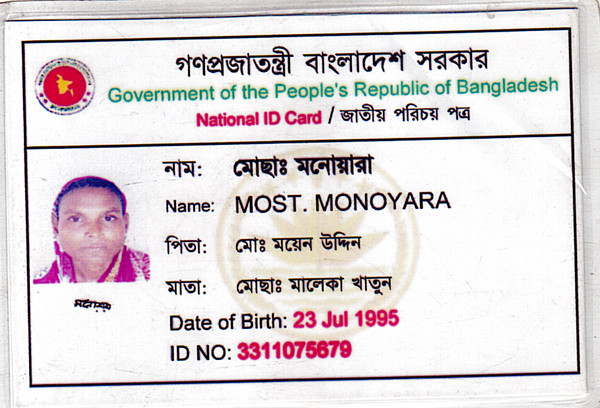 গণপ্রজাতন্ত্রী বাংলাদেশ সরকার
Government of the People's Republic of Bangladesh
National ID Card / জাতীয় পরিচয় পত্র
নাম: মোছাঃ মনোয়ারা
Name: MOST. MONOYARA
পিতা: মোঃ ময়েন উদ্দিন
মাতা: মোছাঃ মালেকা খাতুন
Date of Birth: 23 Jul 1995
ID NO: 3311075679